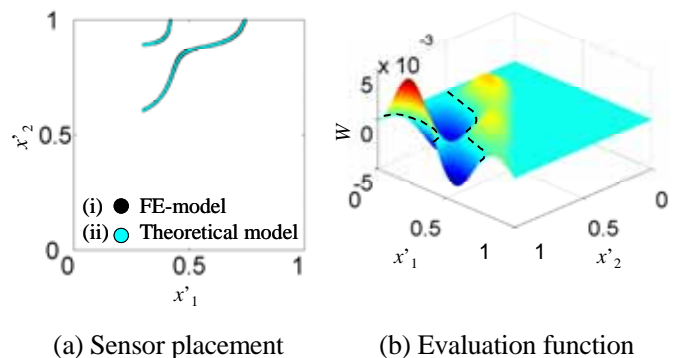 1
x'2
0.5
0
(i) FE-model
(ii) Theoretical model
0 0.5 1
x'1
(a) Sensor placement
x 10 -3
5
0
-5
W
0 0.5 1
x'1
1 0.5 0
x'2
(b) Evaluation function